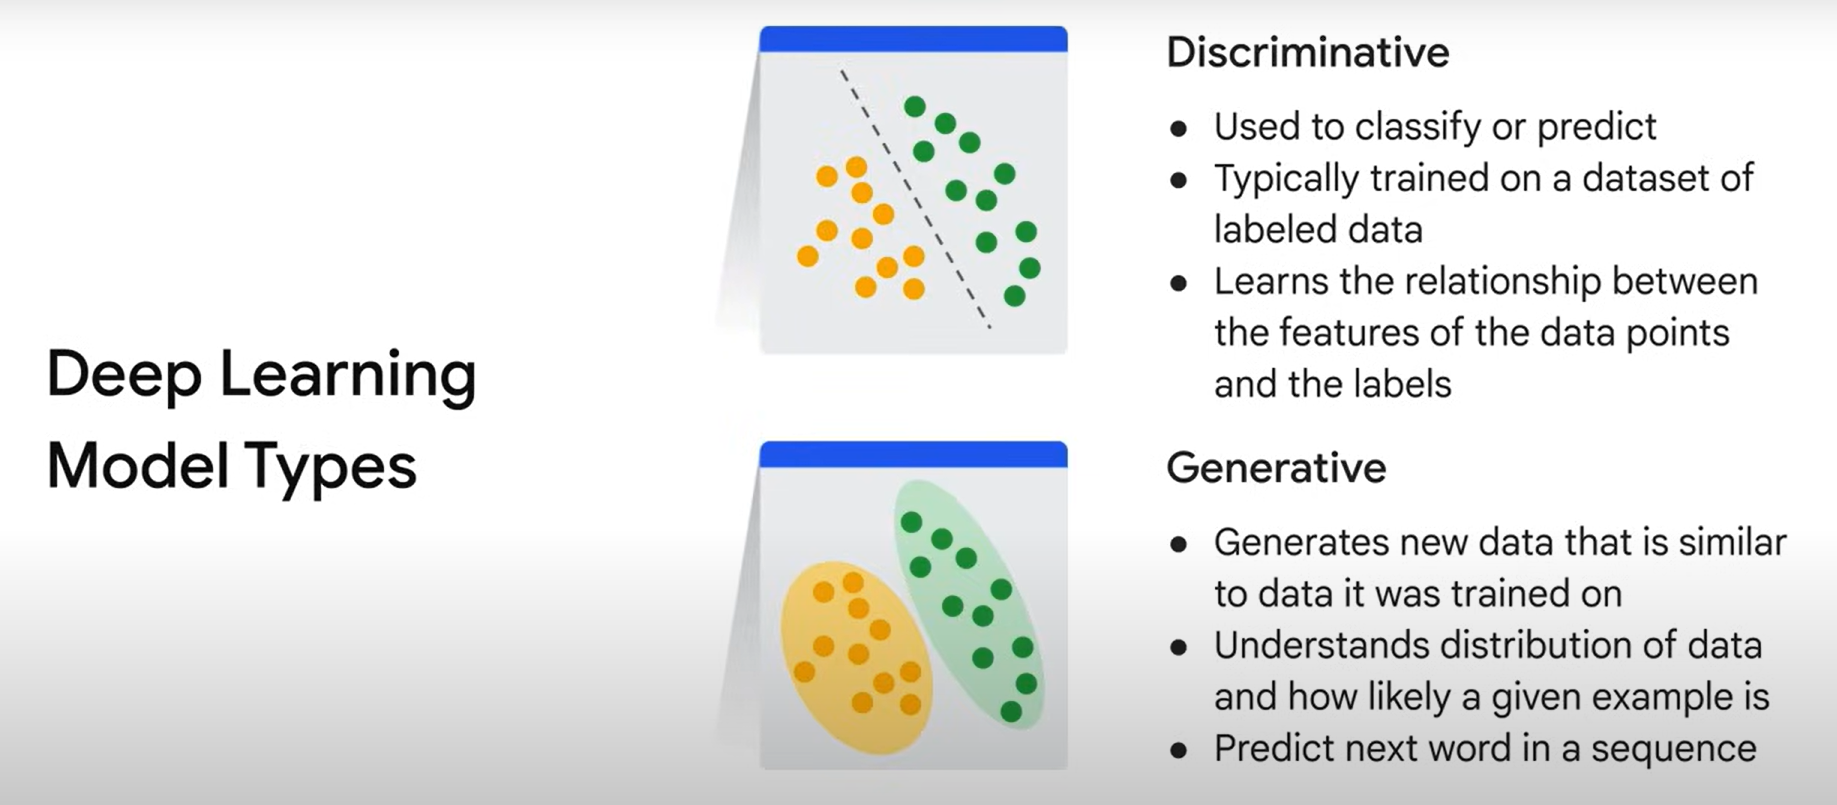 Deep Learning
Model Types
Discriminative
● Used to classify or predict
● Typically trained on a dataset of
labeled data
● Learns the relationship between
the features of the data points
and the labels
Generative
● Generates new data that is similar
to data it was trained on
● Understands distribution of data
and how likely a given example is
● Predict next word in a sequence